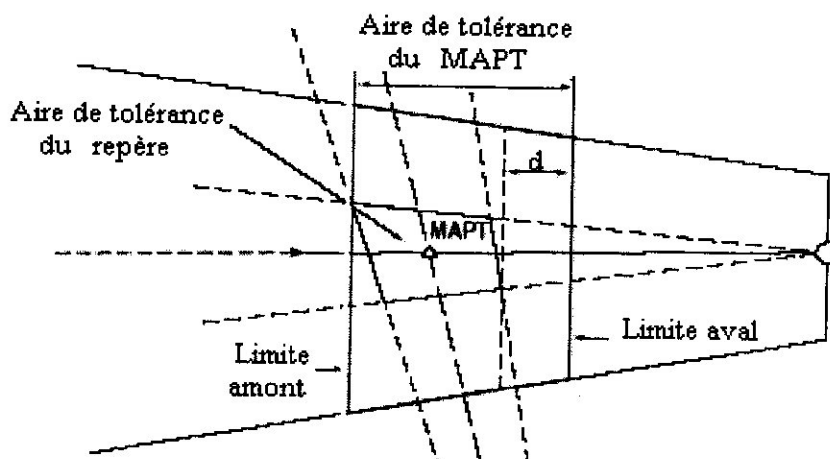 Aire de tolérance
du MAPT
Aire de tolérance
du repère
d
MAPT
Limite aval
Limite
amont